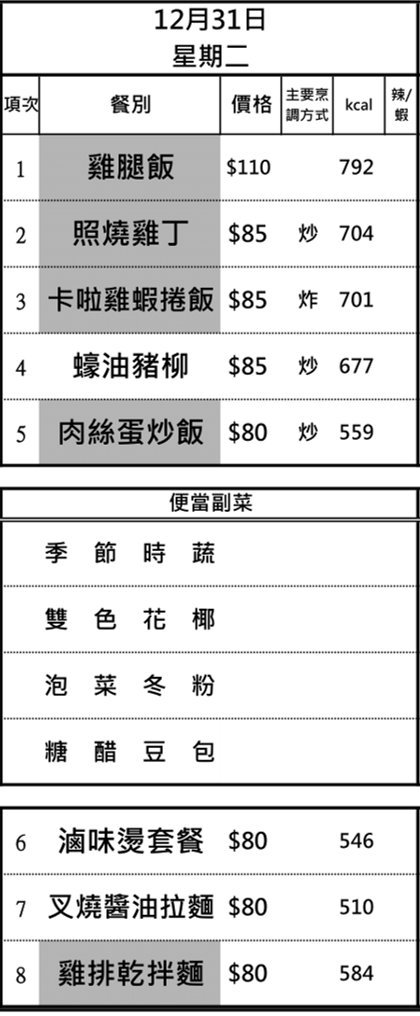 12月31日
星期二
項次 餐別 價格 主要烹調方式 kcal 辣/蝦
1 雞腿飯 $110 792
2 照燒雞丁 $85 炒 704
3 卡啦雞蝦捲飯 $85 炸 701
4 蠔油豬柳 $85 炒 677
5 肉絲蛋炒飯 $80 炒 559
便當副菜
季節時蔬
雙色花椰
泡菜冬粉
糖醋豆包
6 滷味燙套餐 $80 546
7 叉燒醬油拉麵 $80 510
8 雞排乾拌麵 $80 584